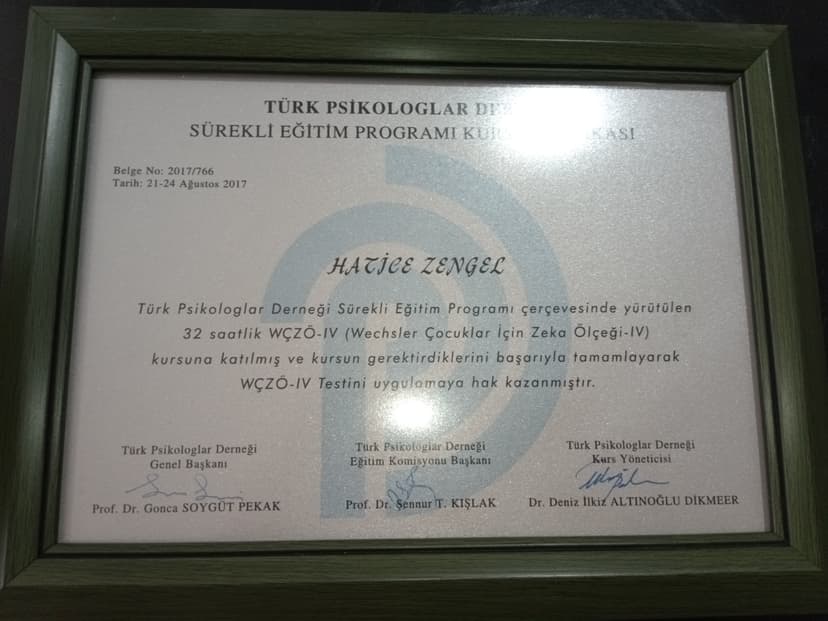 TÜRK PSİKOLOGLAR
SÜREKLİ EĞİTİM PROGRAMI
Belge No: 2017/766
Tarih: 21-24 Ağustos 2017
HATİCE ZENGEL
Türk Psikologlar Derneği Sürekli Eğitim Programı çerçevesinde yürütülen
32 saatlik WÇZÖ-IV (Wechsler Çocuklar İçin Zeka Ölçeği-IV)
kursuna katılmış ve kursun gerektirdiklerini başarıyla tamamlayarak
WÇZÖ-IV Testini uygulamaya hak kazanmıştır.
Türk Psikologlar Derneği
Genel Başkanı
Prof. Dr. Gonca SOYGÜT PEKAK
Türk Psikologlar Derneği
Eğitim Komisyonu Başkanı
Prof. Dr. Şennur T. KIŞLAK
Türk Psikologlar Derneği
Kurs Yöneticisi
Dr. Deniz İlkiz ALTINOĞLU DİKMEER